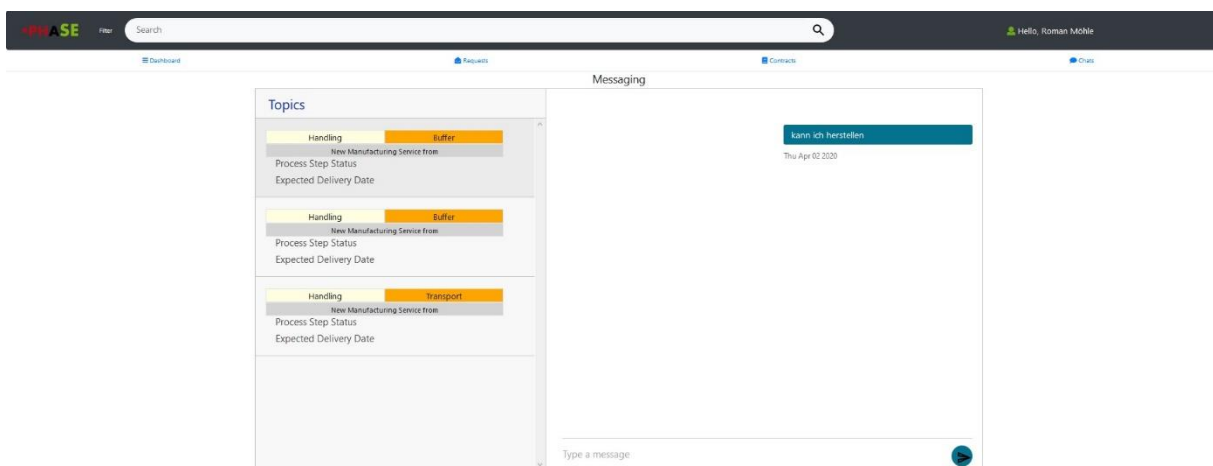 PHASE
Filter
Search
Hello, Roman Möhle
Dashboard
Requests
Contracts
Chats
Messaging
Topics
Handling Buffer
New Manufacturing Service from
Process Step Status
Expected Delivery Date
Handling Buffer
New Manufacturing Service from
Process Step Status
Expected Delivery Date
Handling Transport
New Manufacturing Service from
Process Step Status
Expected Delivery Date
kann ich herstellen
Thu Apr 02 2020
Type a message